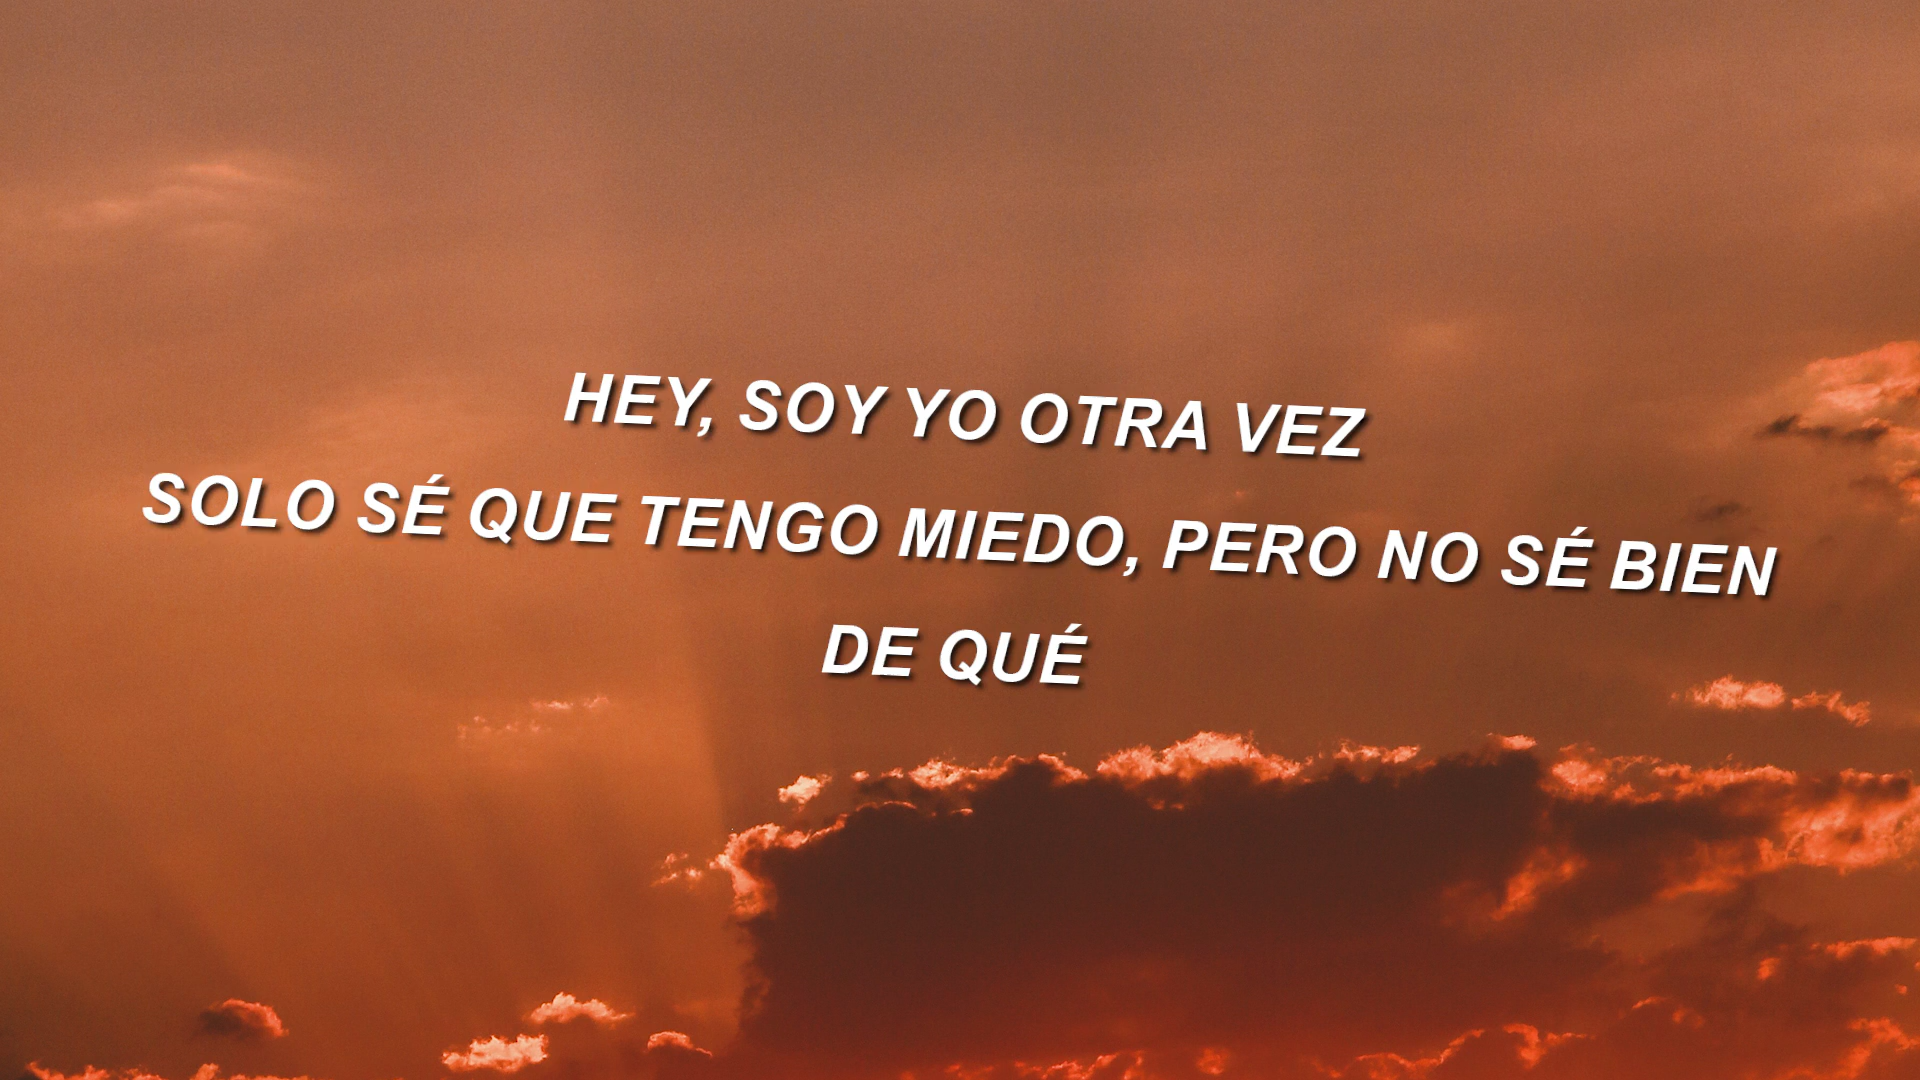 HEY, SOY YO OTRA VEZ
SOLO SÉ QUE TENGO MIEDO, PERO NO SÉ BIEN
DE QUÉ